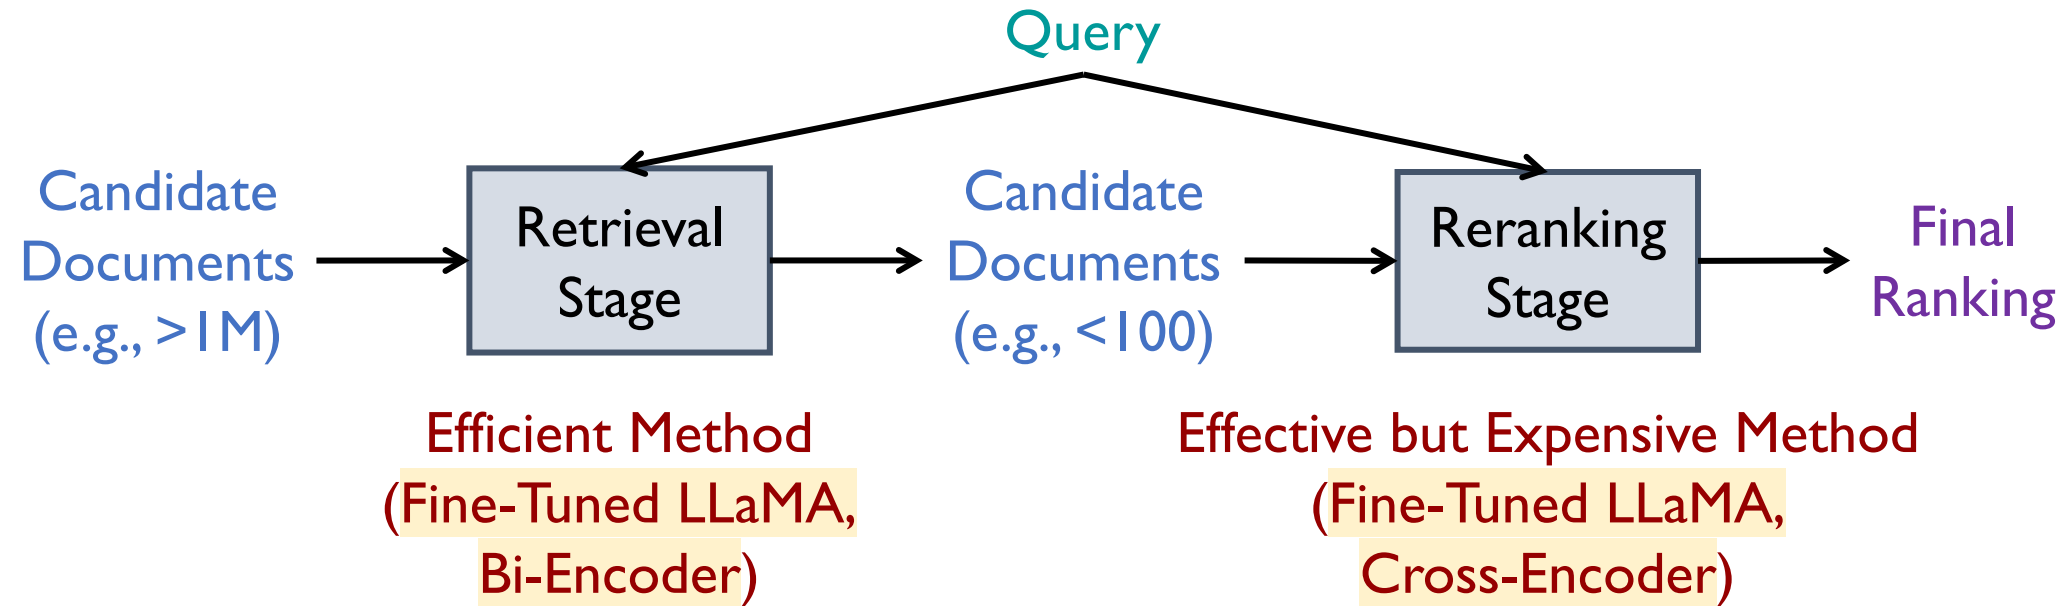 Query
Candidate
Documents
(e.g., >1M)
Retrieval
Stage
Candidate
Documents
(e.g., <100)
Reranking
Stage
Final
Ranking
Efficient Method
(Fine-Tuned LLaMA,
Bi-Encoder)
Effective but Expensive Method
(Fine-Tuned LLaMA,
Cross-Encoder)